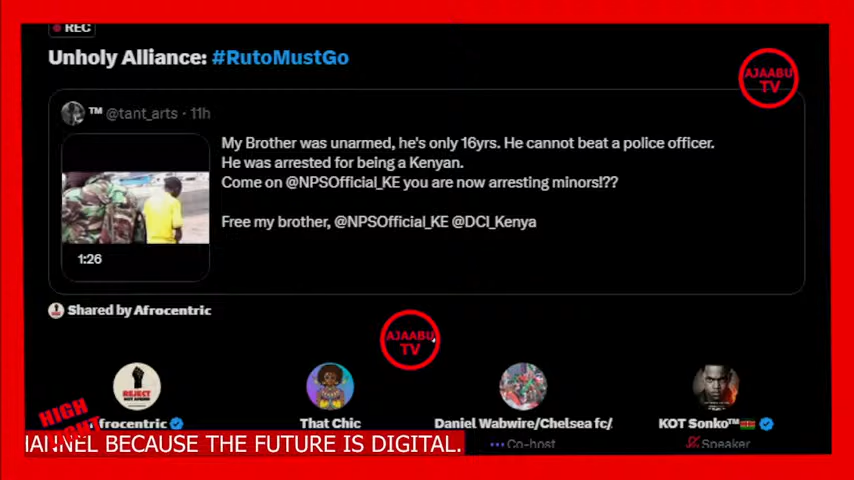 REC
Unholy Alliance: #RutoMustGo
AJAABU
TV
™ @tant_arts · 11h
My Brother was unarmed, he's only 16yrs. He cannot beat a police officer.
He was arrested for being a Kenyan.
Come on @NPSOfficial_KE you are now arresting minors!??
Free my brother, @NPSOfficial_KE @DCI_Kenya
1:26
Shared by Afrocentric
AJAABU
TV
REJECT
NOT AMEND
That Chic
Daniel Wabwire/Chelsea fc/
KOT Sonko™🇰🇪
HIGH
Co-host
Speaker
BECAUSE THE FUTURE IS DIGITAL.